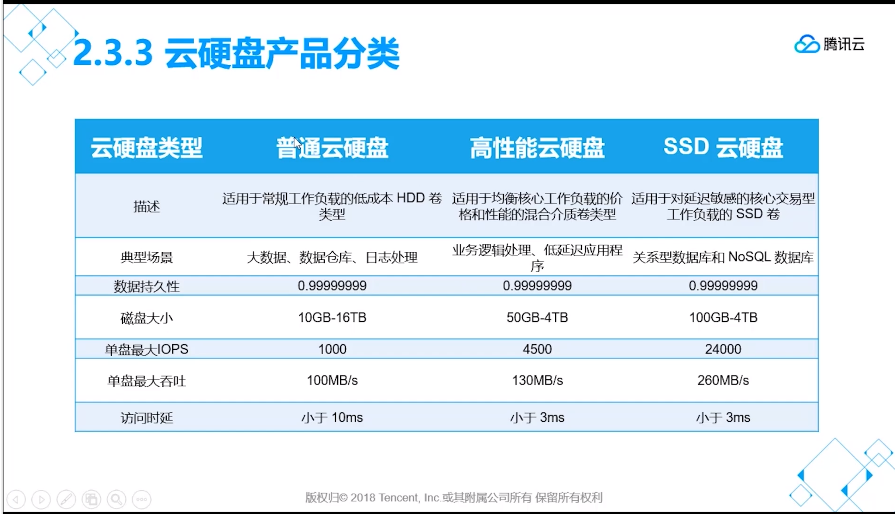 2.3.3 云硬盘产品分类
腾讯云
云硬盘类型 普通云硬盘 高性能云硬盘 SSD 云硬盘
描述 适用于常规工作负载的低成本 HDD 卷 适用于均衡核心工作负载的价 适用于对延迟敏感的核心交易型
类型 格和性能的混合介质卷类型 工作负载的 SSD 卷
典型场景 大数据、数据仓库、日志处理 业务逻辑处理、低延迟应用程 关系型数据库和 NoSQL 数据库
序
数据持久性 0.99999999 0.99999999 0.99999999
磁盘大小 10GB-16TB 50GB-4TB 100GB-4TB
单盘最大IOPS 1000 4500 24000
单盘最大吞吐 100MB/s 130MB/s 260MB/s
访问时延 小于 10ms 小于 3ms 小于 3ms
版权归© 2018 Tencent, Inc.或其附属公司所有 保留所有权利